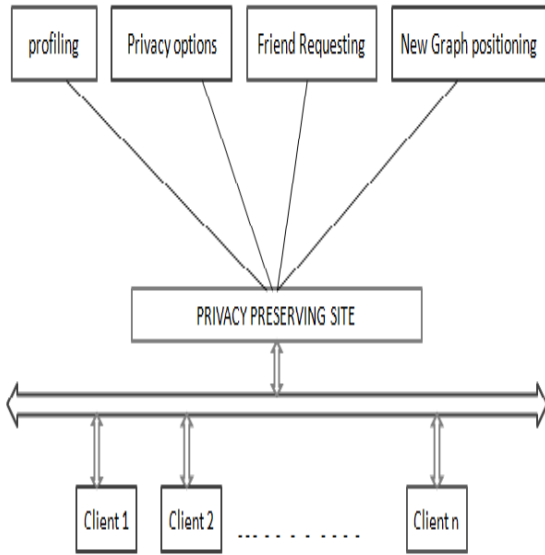 profiling
Privacy options
Friend Requesting
New Graph positioning
PRIVACY PRESERVING SITE
Client 1
Client 2
Client n